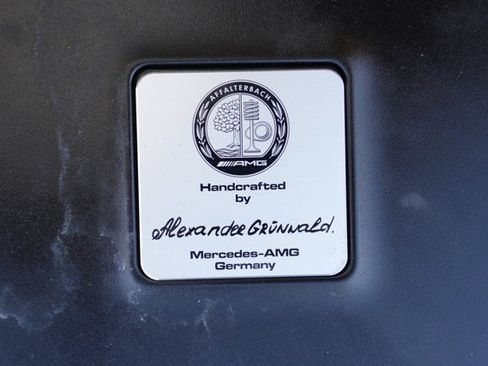 AFFALTERBACH
AMG
Handcrafted
by
Alexander Grünwald.
Mercedes-AMG
Germany